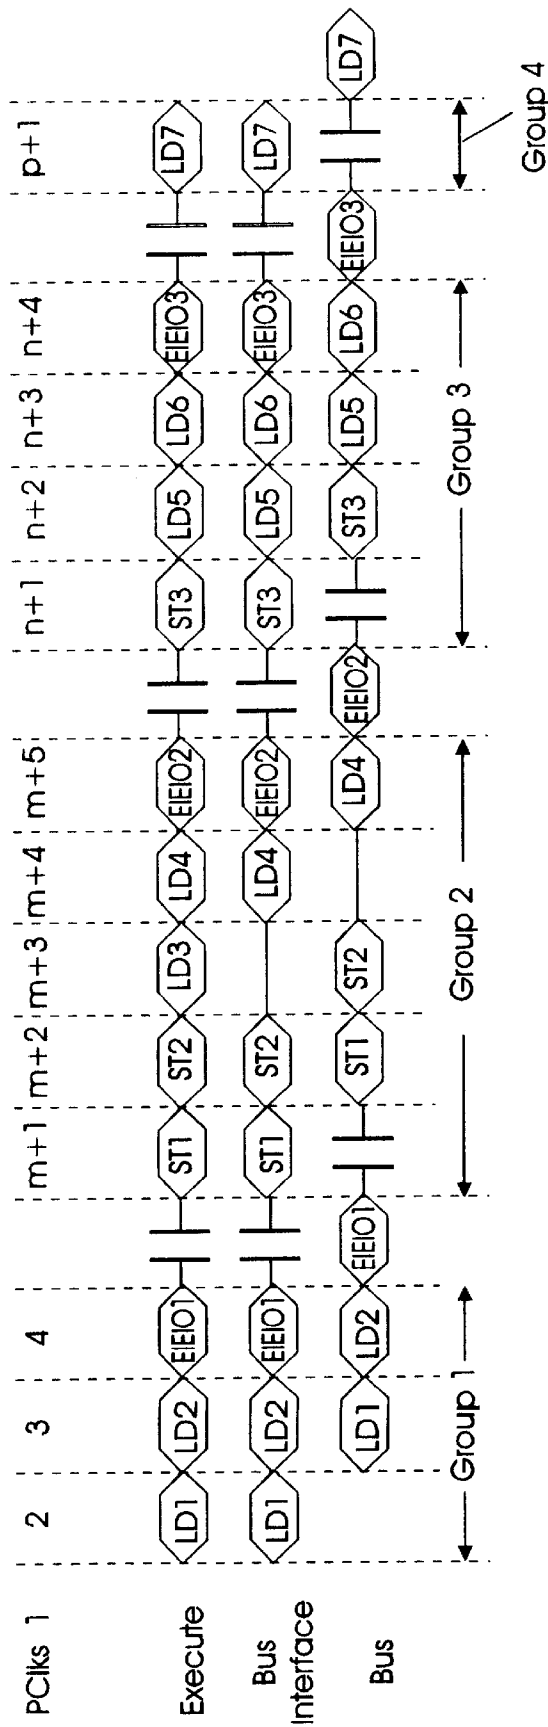 PClks 1 2 3 4 m+1 m+2 m+3 m+4 m+5 n+1 n+2 n+3 n+4 p+1
Execute LD1 LD2 EIEIO1 ST1 ST2 LD3 LD4 EIEIO2 ST3 LD5 LD6 EIEIO3 LD7
Bus
Interface LD1 LD2 EIEIO1 ST1 ST2 LD4 EIEIO2 ST3 LD5 LD6 EIEIO3 LD7
Bus LD1 LD2 EIEIO1 ST1 ST2 LD4 EIEIO2 ST3 LD5 LD6 EIEIO3 LD7
Group 1 Group 2 Group 3
Group 4